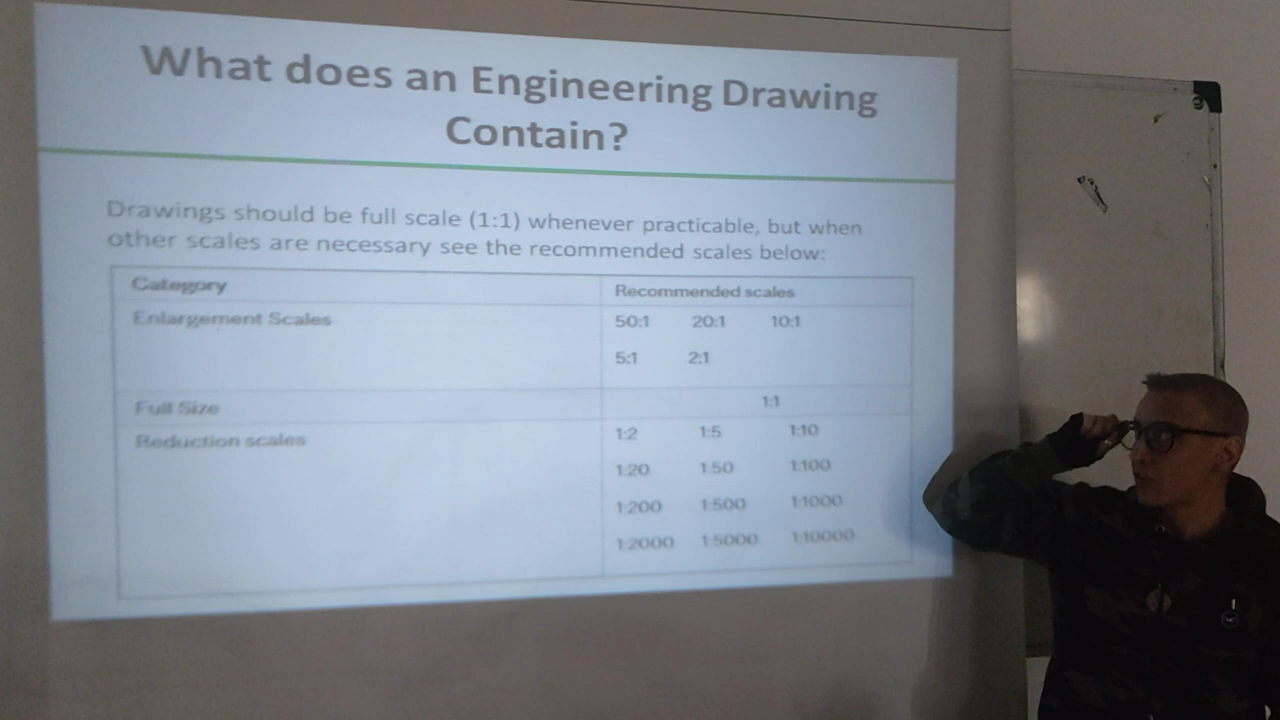 What does an Engineering Drawing
Contain?
Drawings should be full scale (1:1) whenever practicable, but when
other scales are necessary see the recommended scales below:
Category Recommended scales
Enlargement Scales 50:1 20:1 10:1
5:1 2:1
Full Size 1:1
Reduction scales 1:2 1:5 1:10
1:20 1:50 1:100
1:200 1:500 1:1000
1:2000 1:5000 1:10000